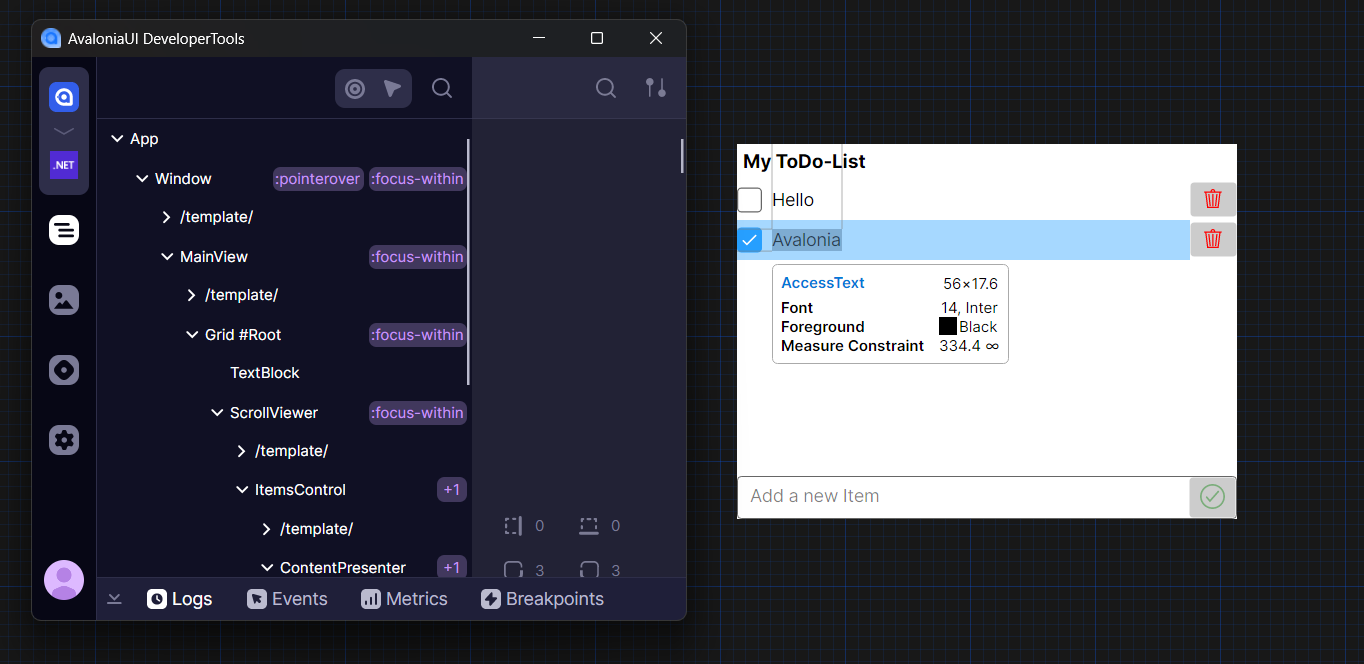 AvaloniaUI DeveloperTools
.NET
App
Window :pointerover :focus-within
/template/
MainView :focus-within
/template/
Grid #Root :focus-within
TextBlock
ScrollViewer :focus-within
/template/
ItemsControl +1
/template/
ContentPresenter +1
0 0
3 3
Logs Events Metrics Breakpoints
My ToDo-List
Hello
Avalonia
AccessText 56×17.6
Font 14, Inter
Foreground Black
Measure Constraint 334.4 ∞
Add a new Item